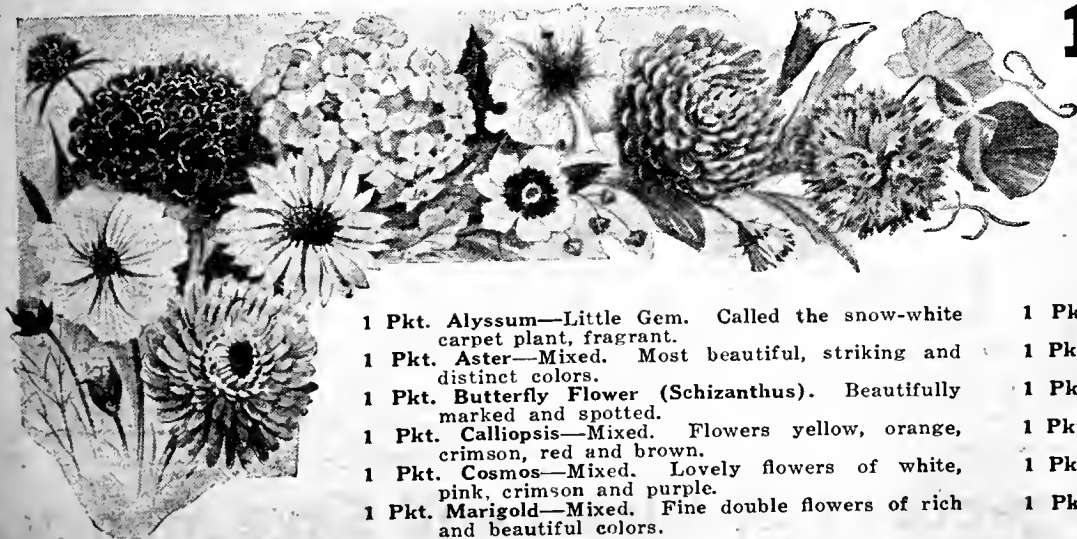 1
1 Pkt. Alyssum—Little Gem. Called the snow-white
carpet plant, fragrant.
1 Pkt. Aster—Mixed. Most beautiful, striking and
distinct colors.
1 Pkt. Butterfly Flower (Schizanthus). Beautifully
marked and spotted.
1 Pkt. Calliopsis—Mixed. Flowers yellow, orange,
crimson, red and brown.
1 Pkt. Cosmos—Mixed. Lovely flowers of white,
pink, crimson and purple.
1 Pkt. Marigold—Mixed. Fine double flowers of rich
and beautiful colors.
1 Pk
1 Pk
1 Pk
1 Pk
1 Pk
1 Pk